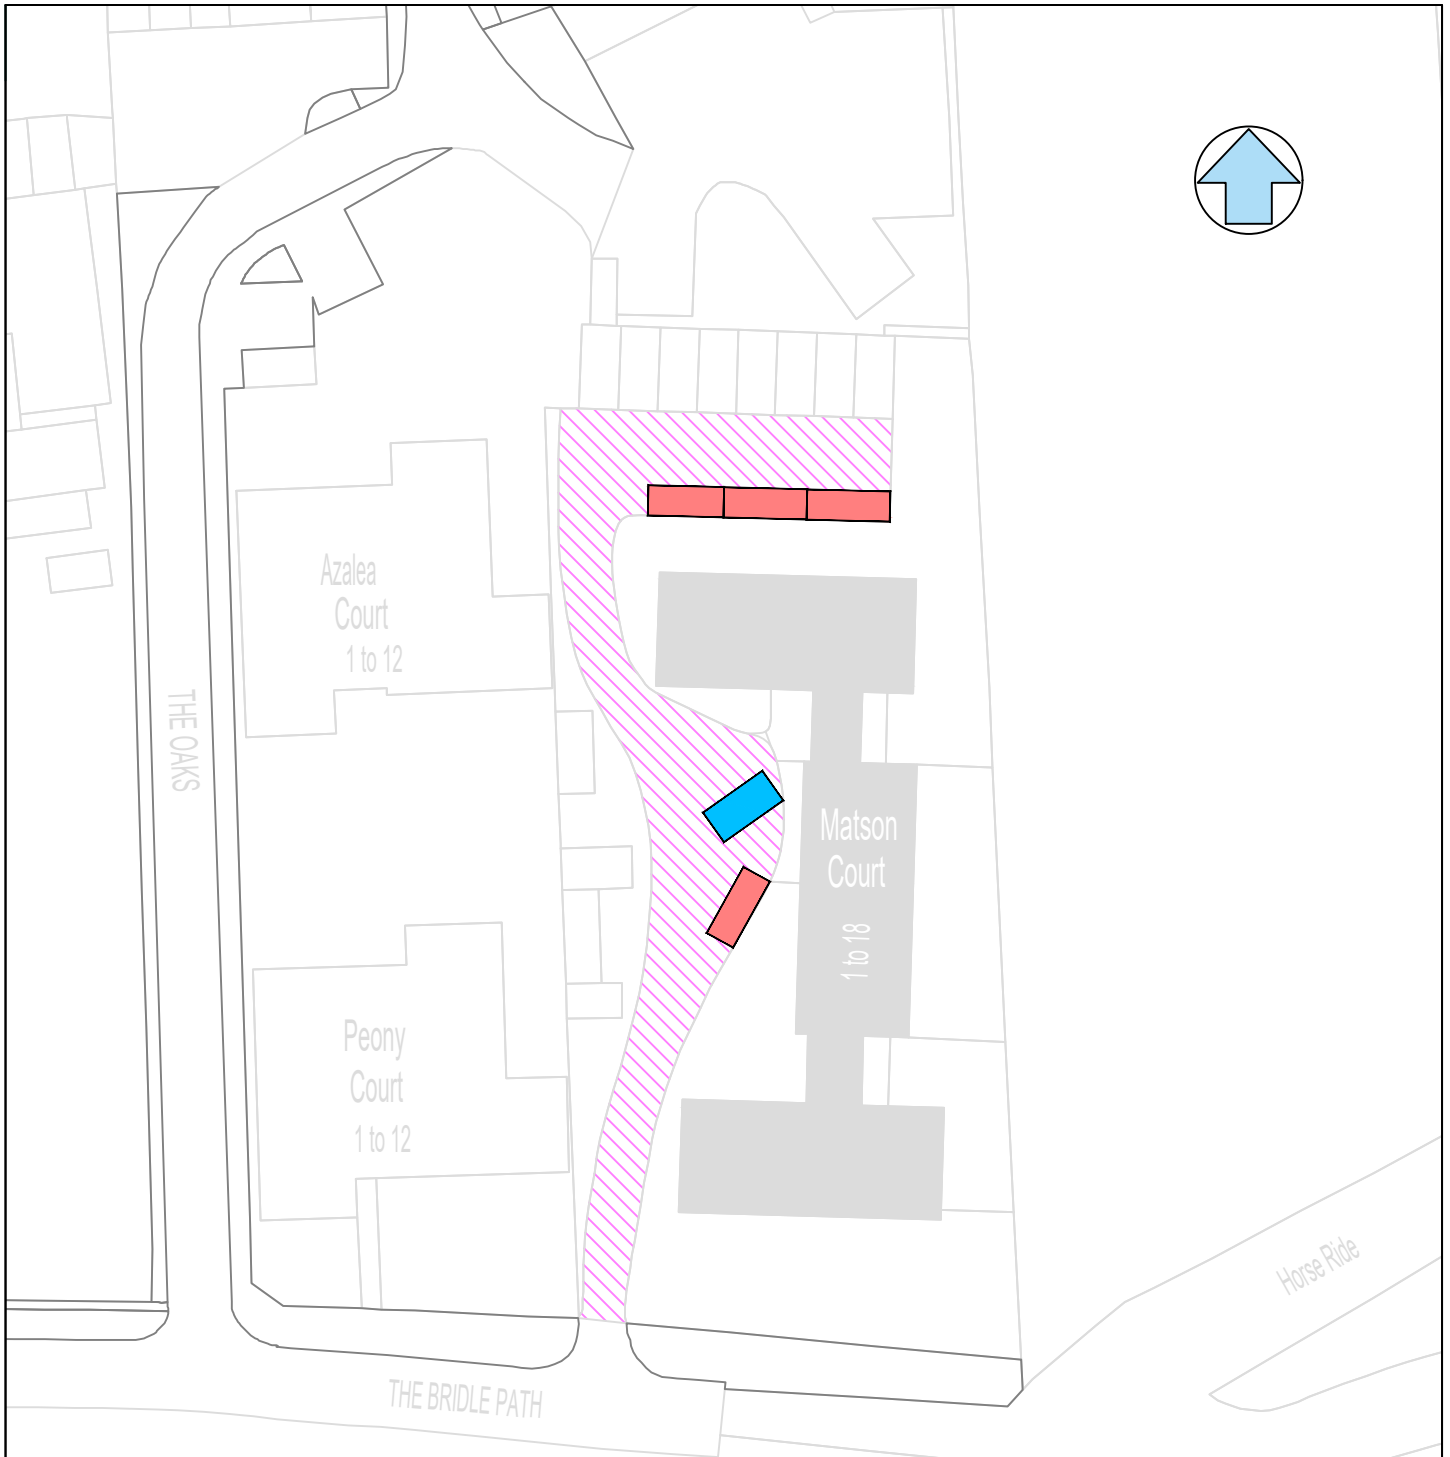 Azalea
Court
1 to 12
THE OAKS
Matson
Court
1 to 18
Peony
Court
1 to 12
Horse Ride
THE BRIDLE PATH